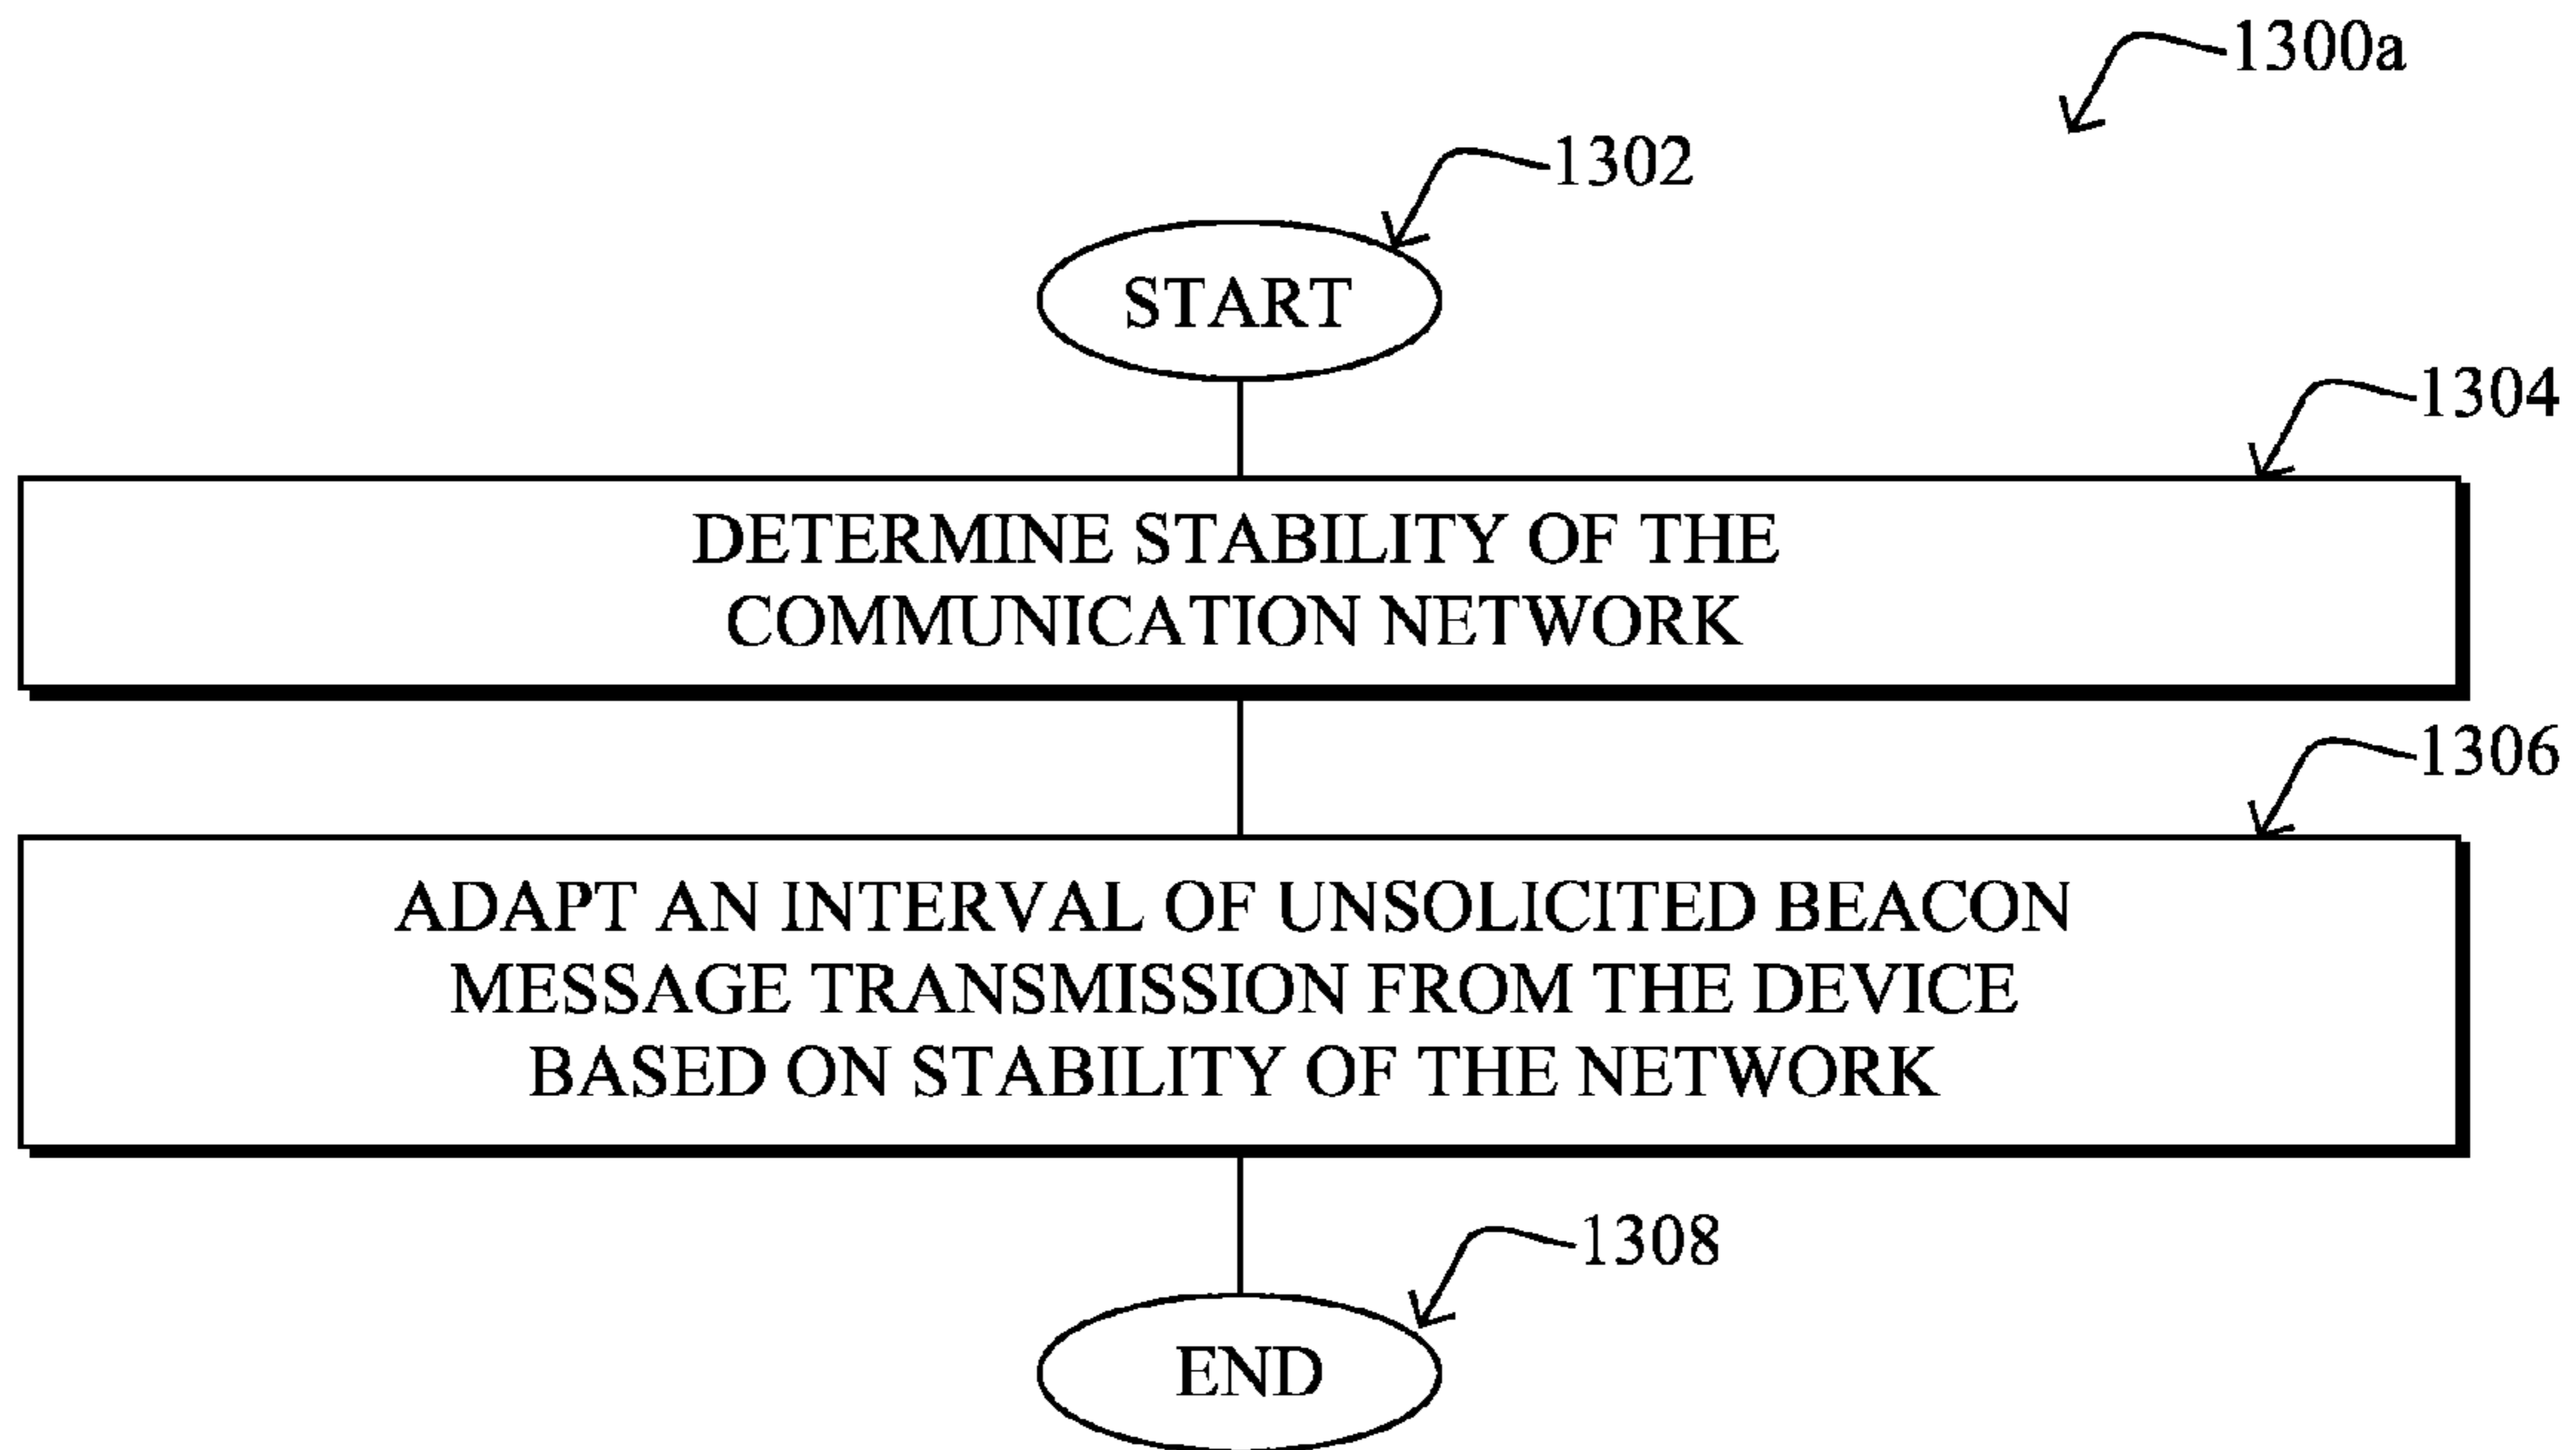 1300a
1302
START
1304
DETERMINE STABILITY OF THE
COMMUNICATION NETWORK
1306
ADAPT AN INTERVAL OF UNSOLICITED BEACON
MESSAGE TRANSMISSION FROM THE DEVICE
BASED ON STABILITY OF THE NETWORK
1308
END